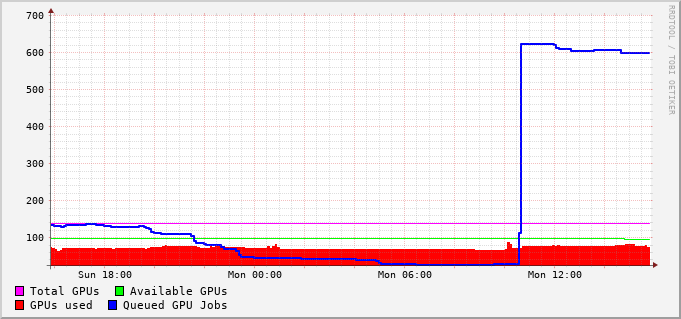 700
600
500
400
300
200
100
Sun 18:00 Mon 00:00 Mon 06:00 Mon 12:00
Total GPUs Available GPUs
GPUs used Queued GPU Jobs
RRDTOOL / TOBI OETIKER